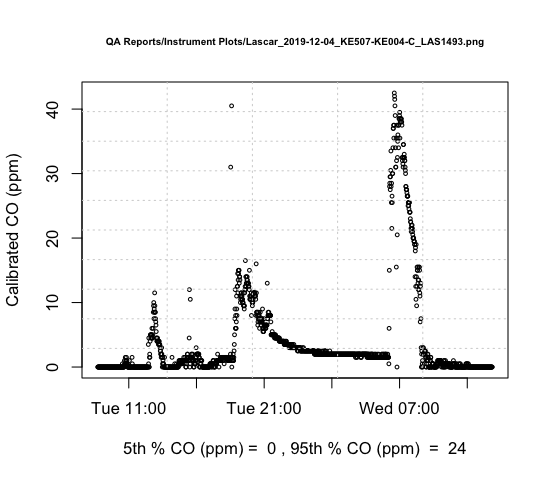 QA Reports/Instrument Plots/Lascar_2019-12-04_KE507-KE004-C_LAS1493.png
Calibrated CO (ppm)
40
30
20
10
0
Tue 11:00 Tue 21:00 Wed 07:00
5th % CO (ppm) = 0 , 95th % CO (ppm) = 24